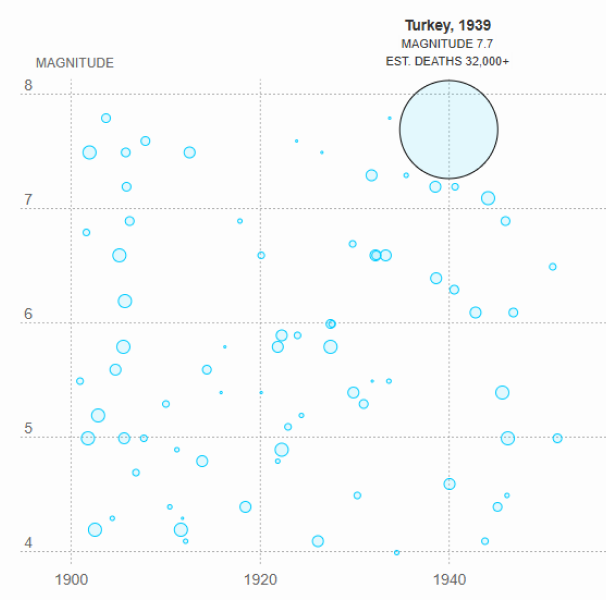 Turkey, 1939
MAGNITUDE 7.7
EST. DEATHS 32,000+
MAGNITUDE
8
7
6
5
4
1900 1920 1940